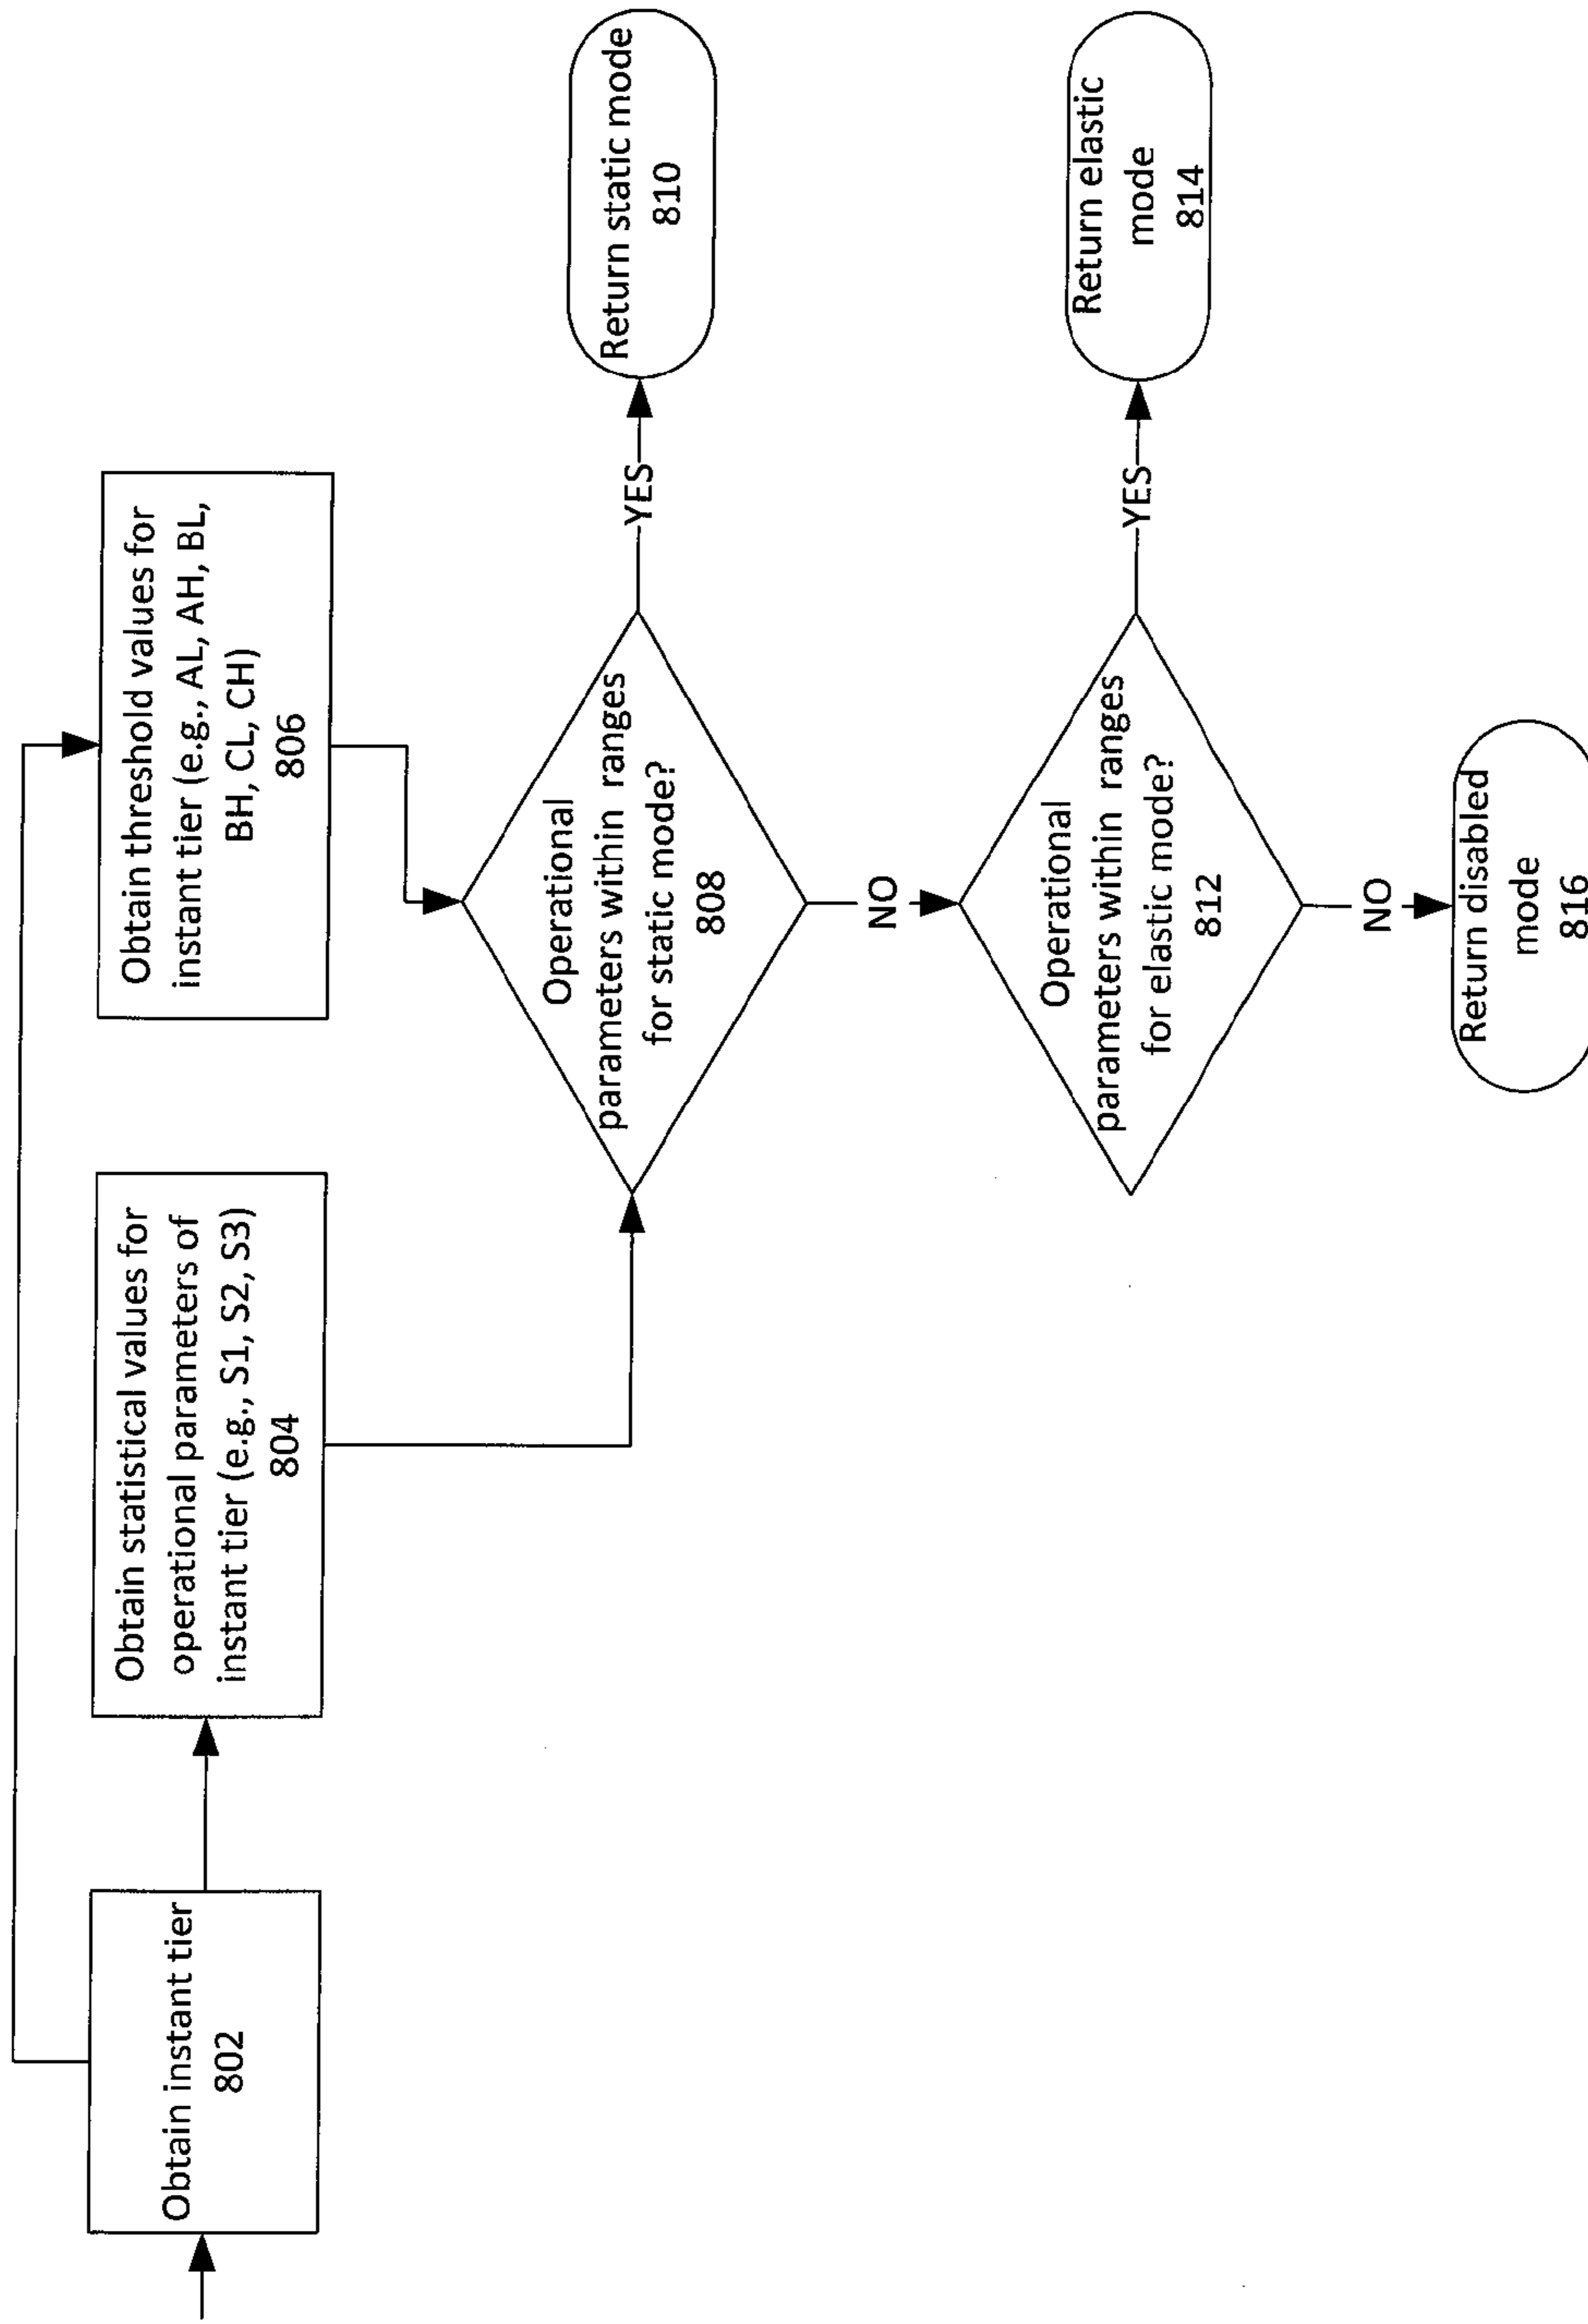 Obtain instant tier
802
Obtain statistical values for
operational parameters of
instant tier (e.g., S1, S2, S3)
804
Obtain threshold values for
instant tier (e.g., AL, AH, BL,
BH, CL, CH)
806
Operational
parameters within ranges
for static mode?
808
YES
Return static mode
810
NO
Operational
parameters within ranges
for elastic mode?
812
YES
Return elastic
mode
814
NO
Return disabled
mode
816